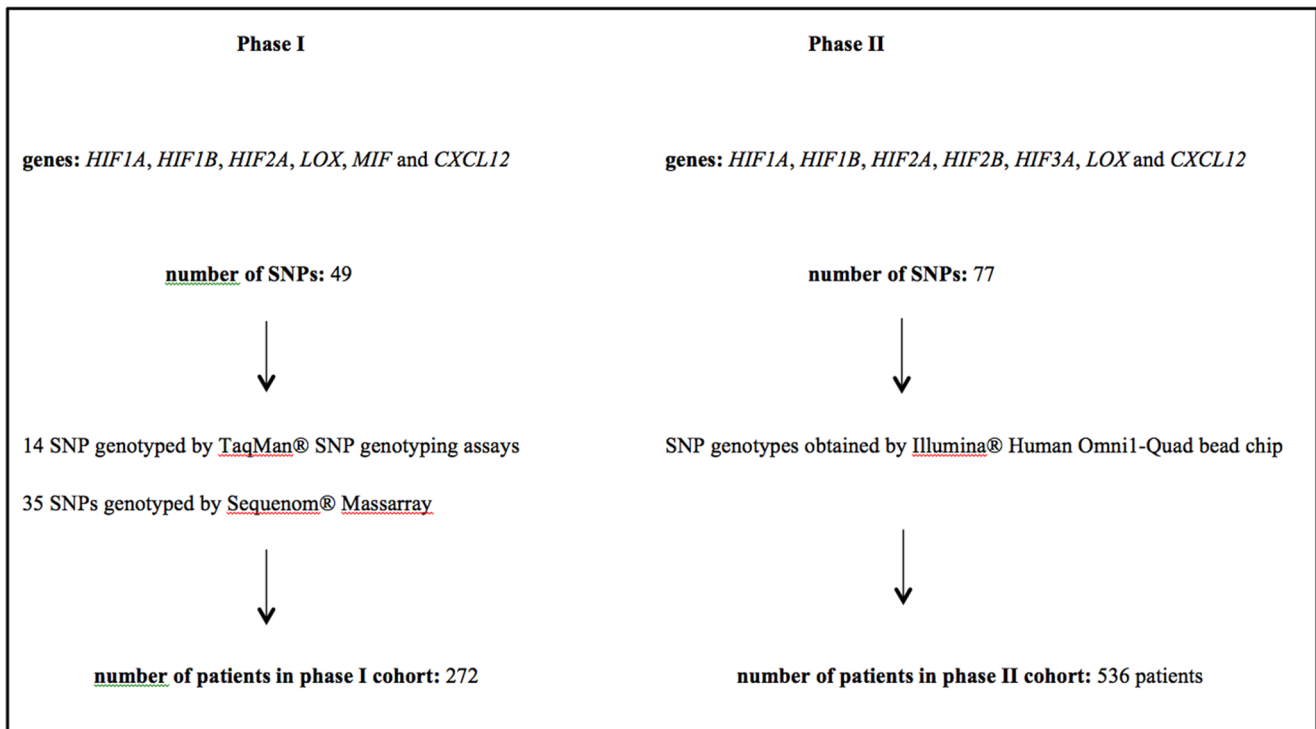 Phase I
genes: HIF1A, HIF1B, HIF2A, LOX, MIF and CXCL12
number of SNPs: 49
14 SNP genotyped by TaqMan® SNP genotyping assays
35 SNPs genotyped by Sequenom® Massarray
number of patients in phase I cohort: 272
Phase II
genes: HIF1A, HIF1B, HIF2A, HIF2B, HIF3A, LOX and CXCL12
number of SNPs: 77
SNP genotypes obtained by Illumina® Human Omni1-Quad bead chip
number of patients in phase II cohort: 536 patients